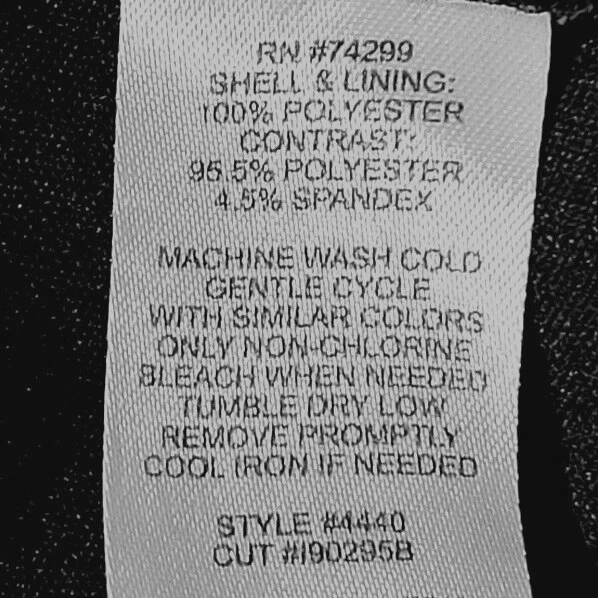 RN #74299
SHELL & LINING:
100% POLYESTER
CONTRAST:
95.5% POLYESTER
4.5% SPANDEX
MACHINE WASH COLD
GENTLE CYCLE
WITH SIMILAR COLORS
ONLY NON-CHLORINE
BLEACH WHEN NEEDED
TUMBLE DRY LOW
REMOVE PROMPTLY
COOL IRON IF NEEDED
STYLE #4440
CUT #I90295B